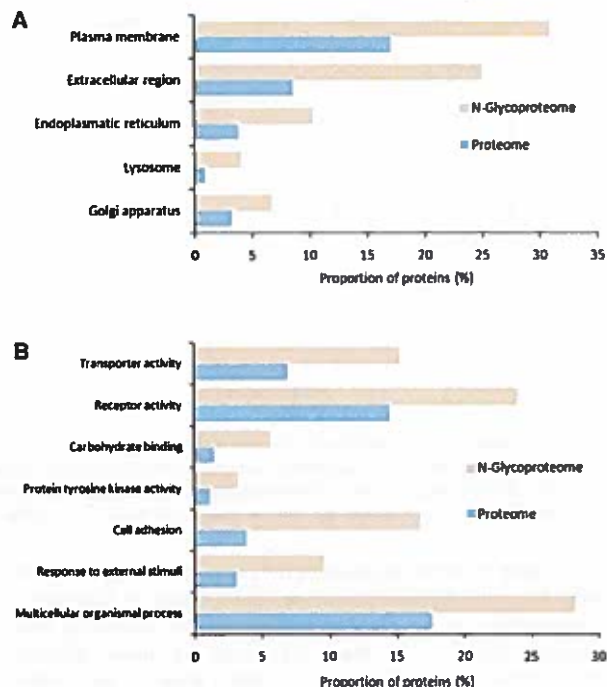 A
Plasma membrane
Extracellular region
Endoplasmatic reticulum
Lysosome
Golgi apparatus
N-Glycoproteome
Proteome
0 5 10 15 20 25 30 35
Proportion of proteins (%)
B
Transporter activity
Receptor activity
Carbohydrate binding
Protein tyrosine kinase activity
Cell adhesion
Response to external stimuli
Multicellular organismal process
N-Glycoproteome
Proteome
0 5 10 15 20 25 30
Proportion of proteins (%)